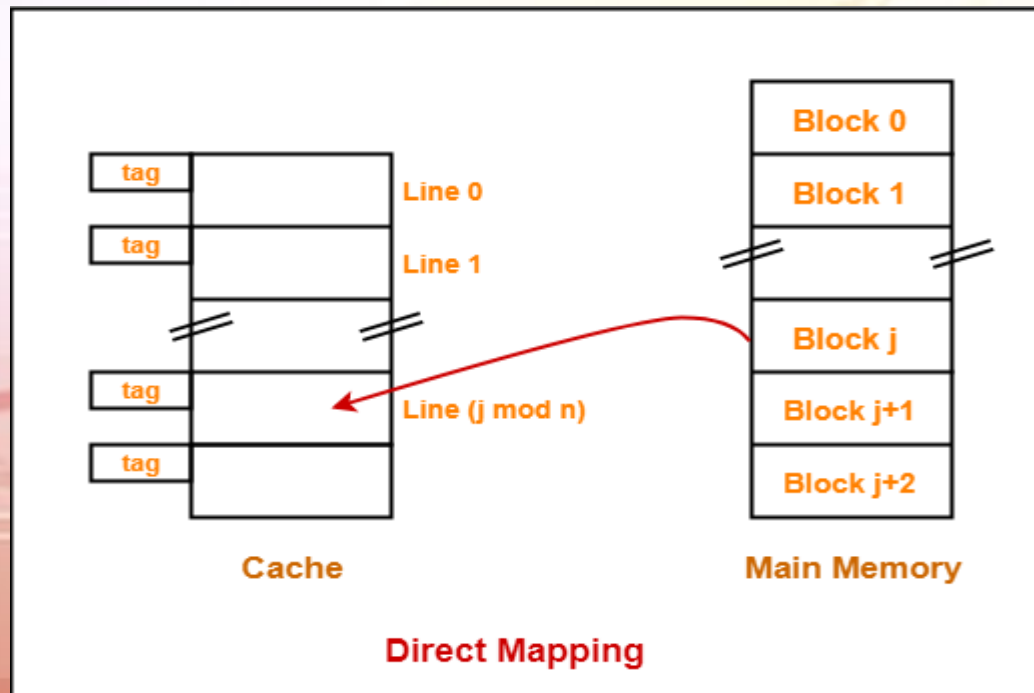 tag
Line 0
tag
Line 1
tag
Line (j mod n)
tag
Cache
Block 0
Block 1
Block j
Block j+1
Block j+2
Main Memory
Direct Mapping